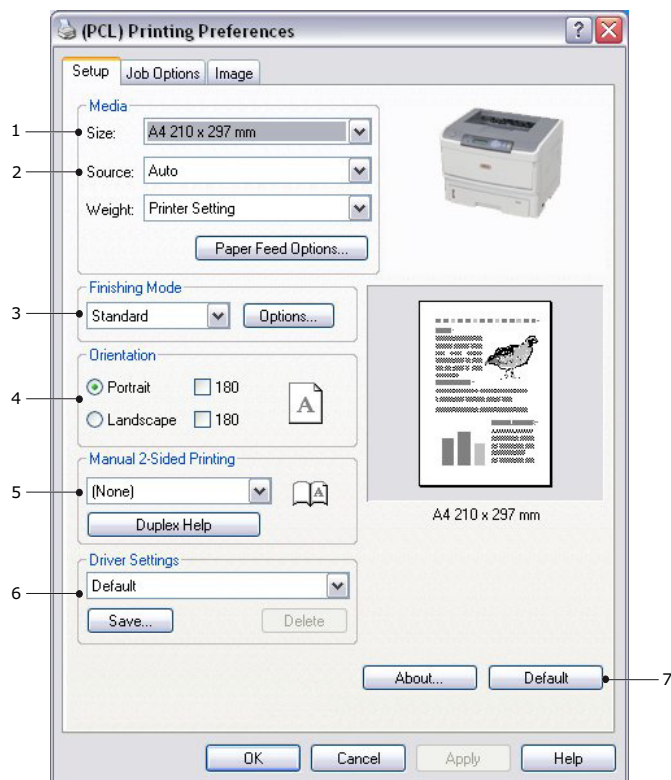 (PCL) Printing Preferences
Setup Job Options Image
Media
1 Size: A4 210 x 297 mm
2 Source: Auto
Weight: Printer Setting
Paper Feed Options...
Finishing Mode
3 Standard Options...
Orientation
4 Portrait 180
Landscape 180
A
Manual 2-Sided Printing
5 (None) A
Duplex Help
A4 210 x 297 mm
Driver Settings
6 Default
Save... Delete
About... Default 7
OK Cancel Apply Help